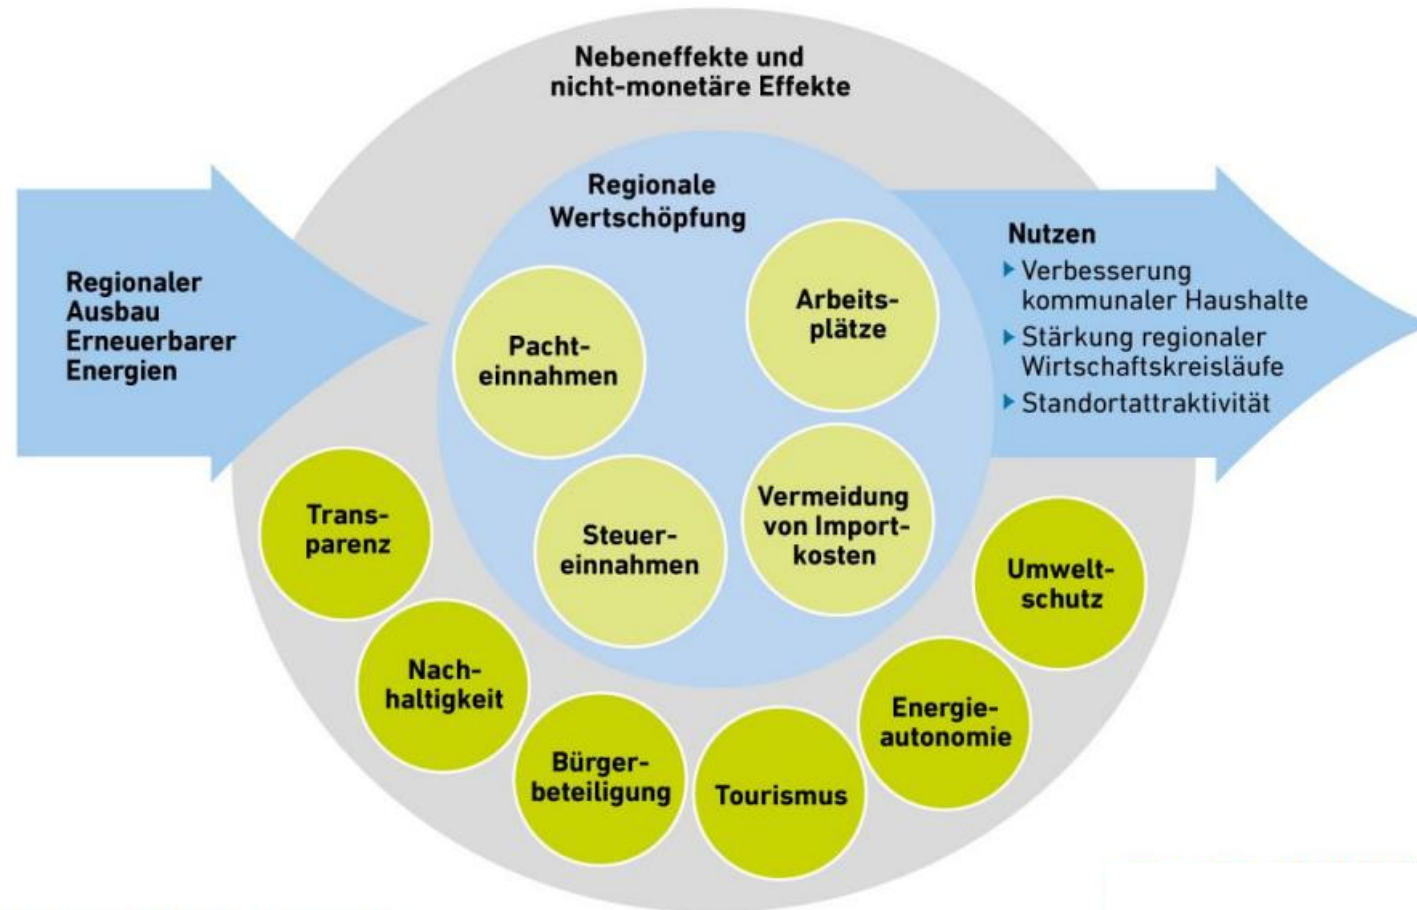 Nebeneffekte und
nicht-monetäre Effekte
Regionale
Wertschöpfung
Regionaler
Ausbau
Erneuerbarer
Energien
Pacht-
einnahmen
Arbeits-
plätze
Steuer-
einnahmen
Vermeidung
von Import-
kosten
Nutzen
Verbesserung
kommunaler Haushalte
Stärkung regionaler
Wirtschaftskreisläufe
Standortattraktivität
Trans-
parenz
Nach-
haltigkeit
Bürger-
beteiligung
Tourismus
Energie-
autonomie
Umwelt-
schutz